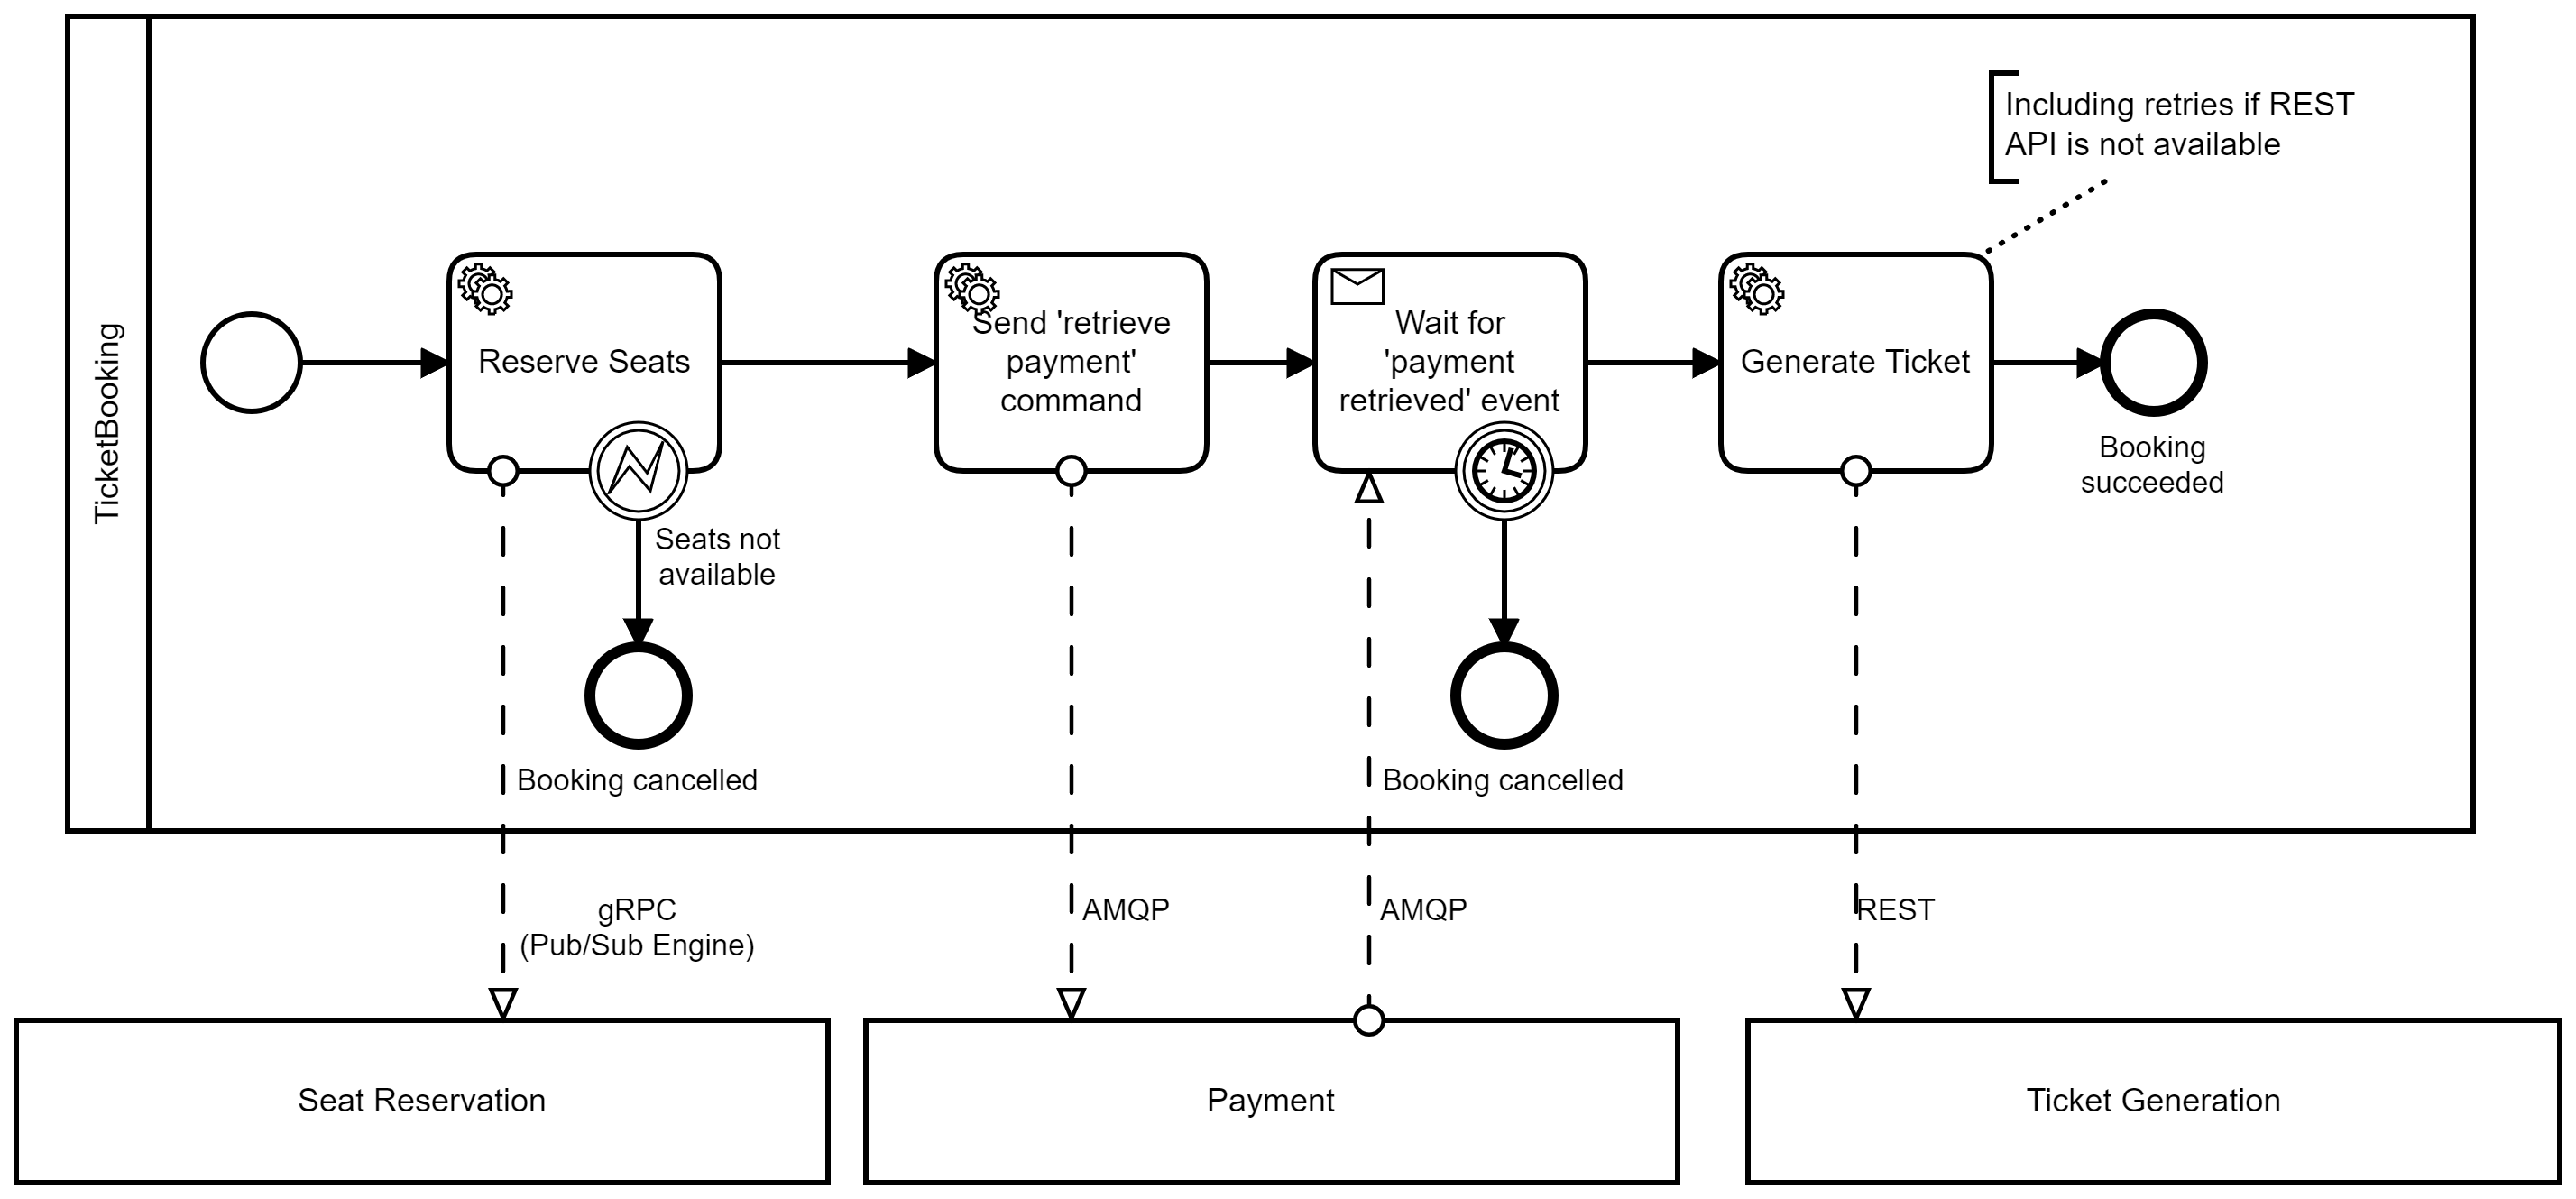 TicketBooking
Including retries if REST
API is not available
Reserve Seats
Send 'retrieve
payment'
command
Wait for
'payment
retrieved' event
Generate Ticket
Booking
succeeded
Seats not
available
Booking cancelled
Booking cancelled
gRPC
(Pub/Sub Engine)
AMQP
AMQP
REST
Seat Reservation
Payment
Ticket Generation